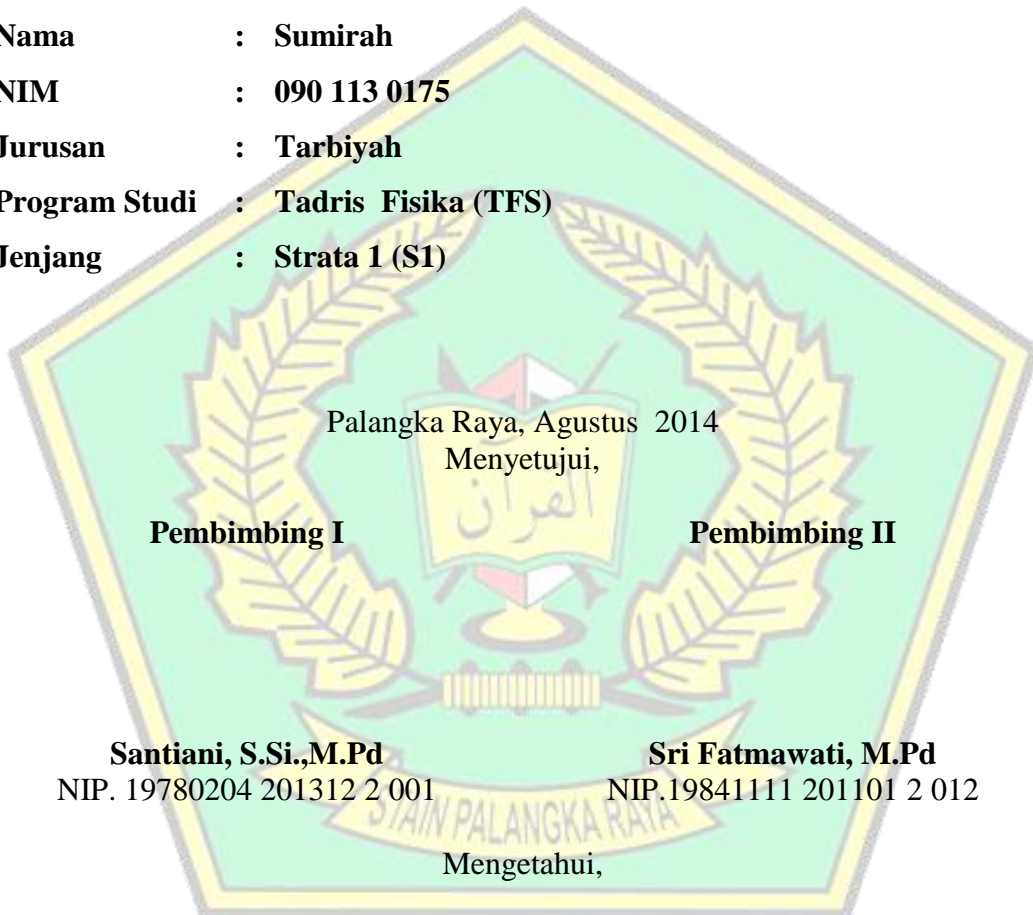 Nama : Sumirah
NIM : 090 113 0175
Jurusan : Tarbiyah
Program Studi : Tadris Fisika (TFS)
Jenjang : Strata 1 (S1)
Palangka Raya, Agustus 2014
Menyetujui,
القرآن
Pembimbing I Pembimbing II
Santiani, S.Si.,M.Pd Sri Fatmawati, M.Pd
NIP. 19780204 201312 2 001 NIP.19841111 201101 2 012
STAIN PALANGKA RAYA
Mengetahui,